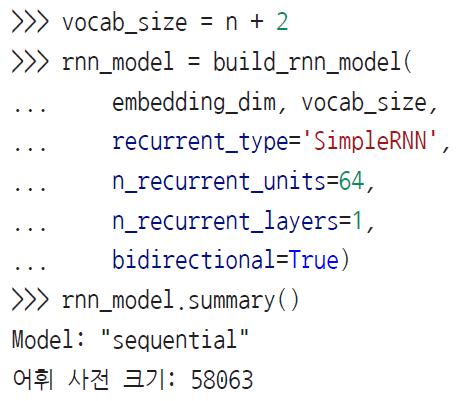 >>> vocab_size = n + 2
>>> rnn_model = build_rnn_model(
...     embedding_dim, vocab_size,
...     recurrent_type='SimpleRNN',
...     n_recurrent_units=64,
...     n_recurrent_layers=1,
...     bidirectional=True)
>>> rnn_model.summary()
Model: "sequential"
어휘 사전 크기: 58063